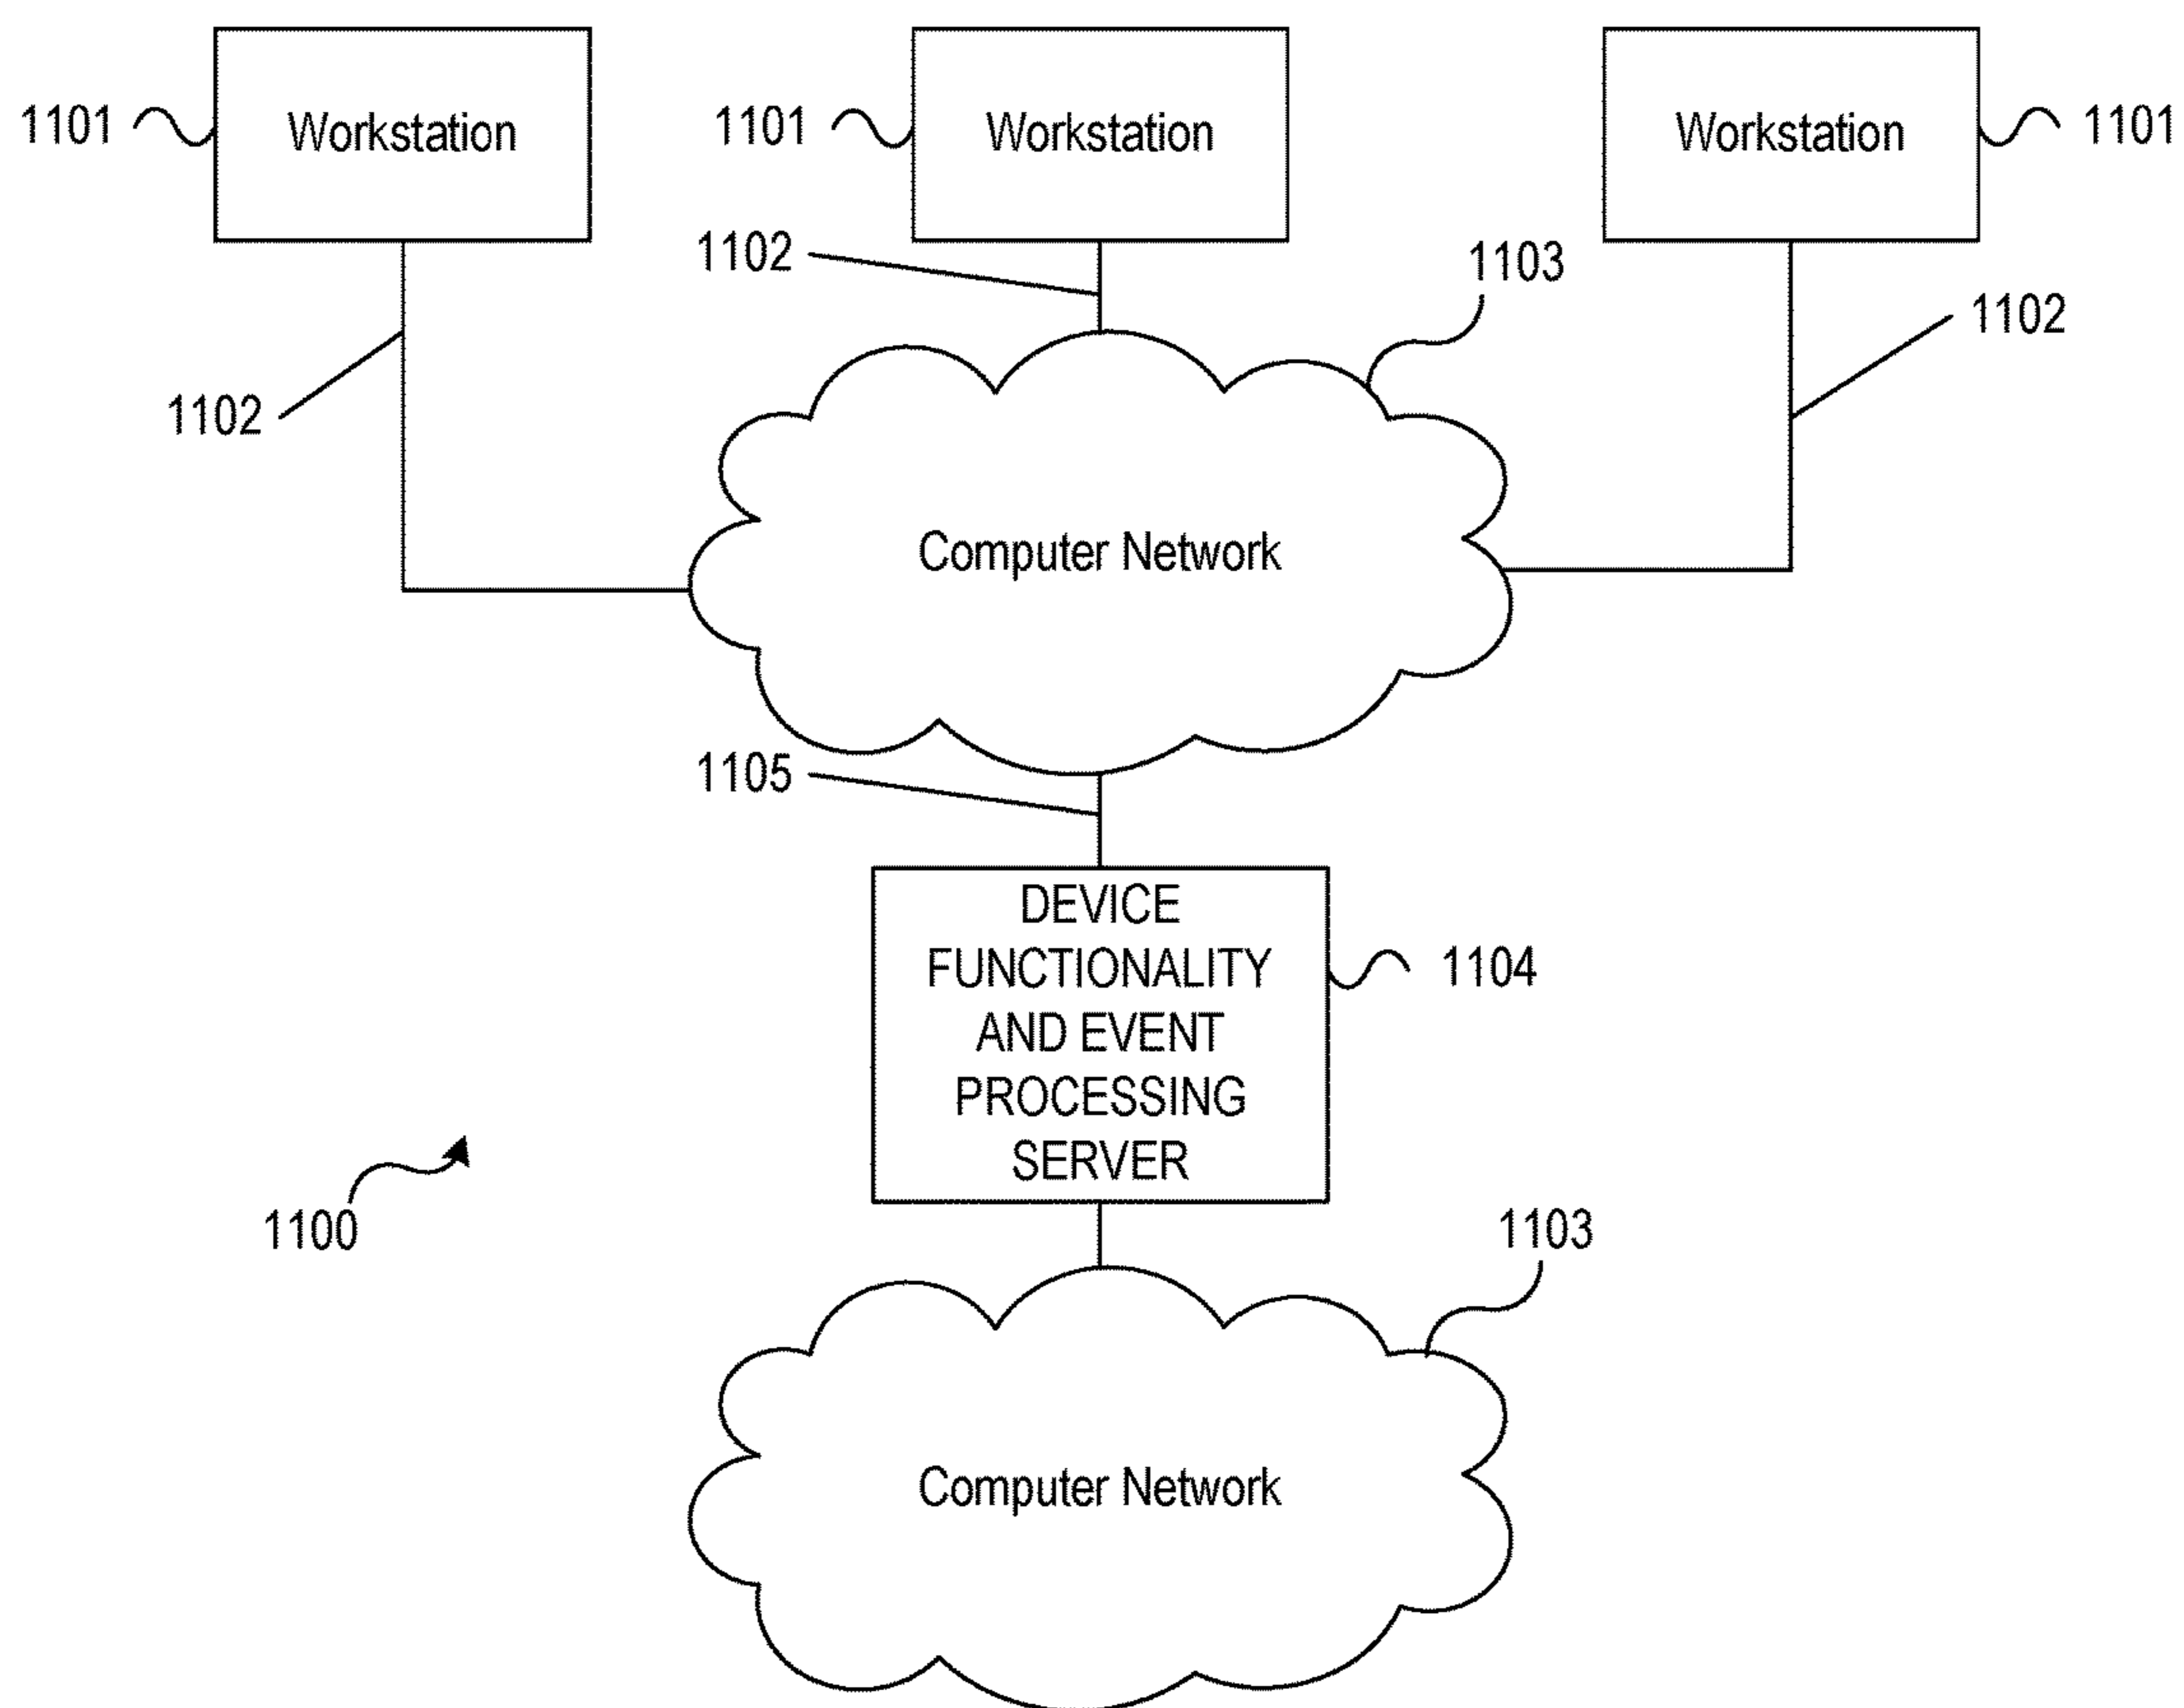 1101
Workstation
1101
Workstation
Workstation
1101
1102
1103
1102
1102
Computer Network
1105
DEVICE
FUNCTIONALITY
AND EVENT
PROCESSING
SERVER
1104
1100
1103
Computer Network